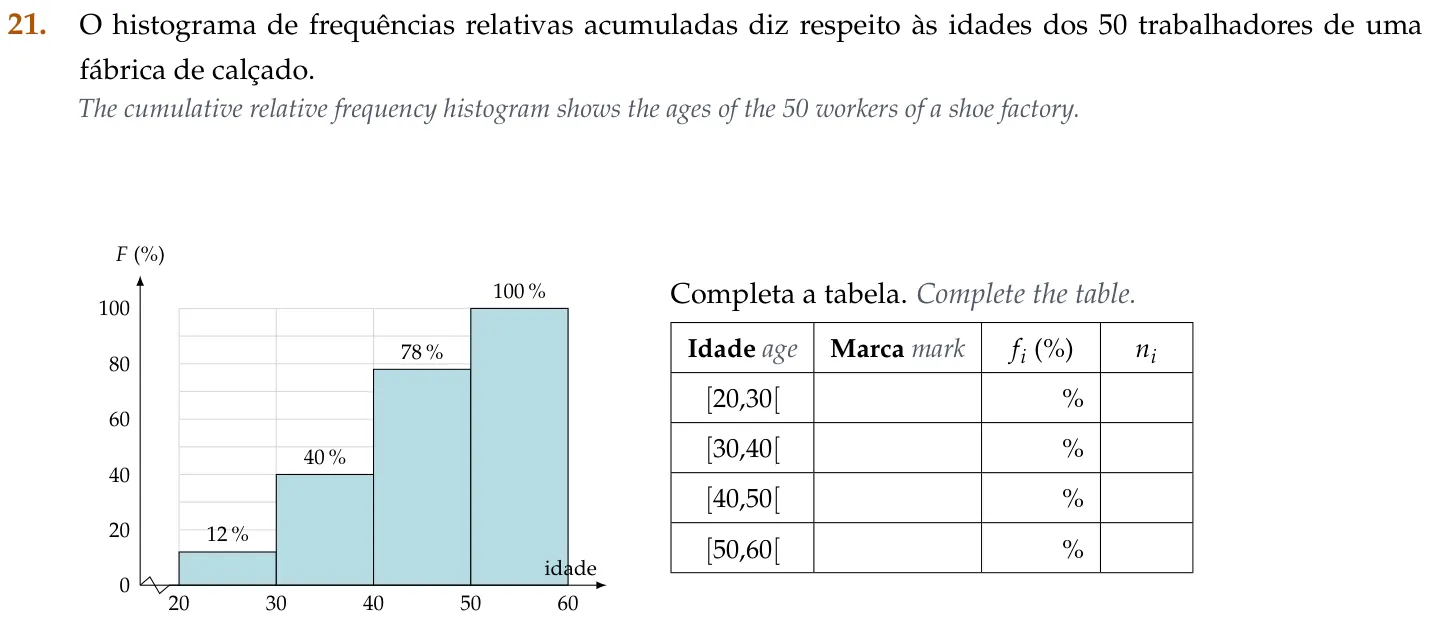 21. O histograma de frequências relativas acumuladas diz respeito às idades dos 50 trabalhadores de uma
fábrica de calçado.
The cumulative relative frequency histogram shows the ages of the 50 workers of a shoe factory.
F (%)
100
80
60
40
20
0
12 %
40 %
78 %
100 %
idade
20 30 40 50 60
Completa a tabela. Complete the table.
Idade age Marca mark fᵢ (%) nᵢ
[20,30[ %
[30,40[ %
[40,50[ %
[50,60[ %